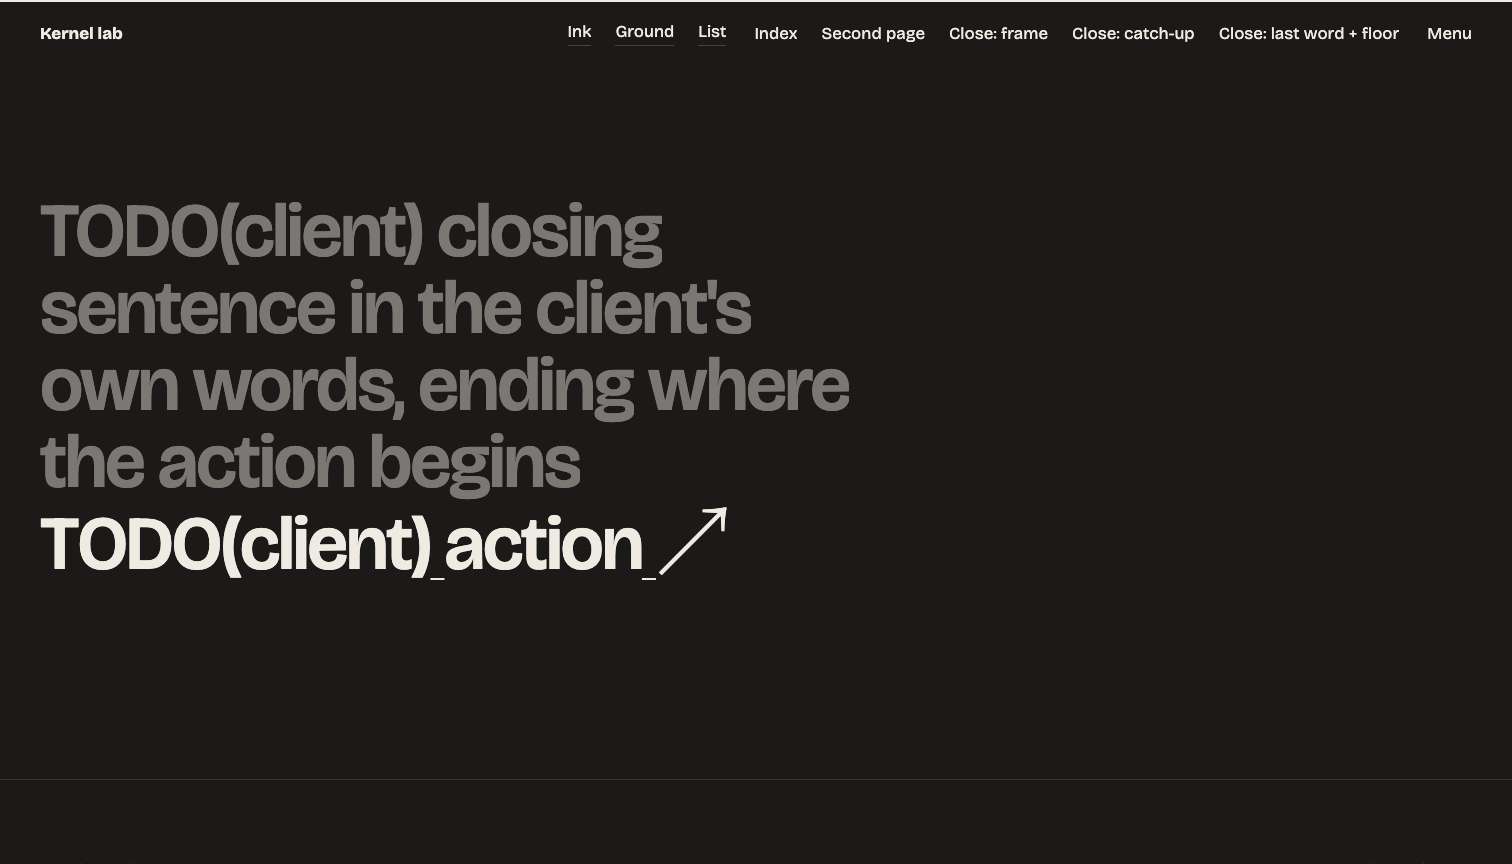 Kernel lab
Ink Ground List Index Second page Close: frame Close: catch-up Close: last word + floor Menu
TODO(client) closing
sentence in the client's
own words, ending where
the action begins
TODO(client) action ↗